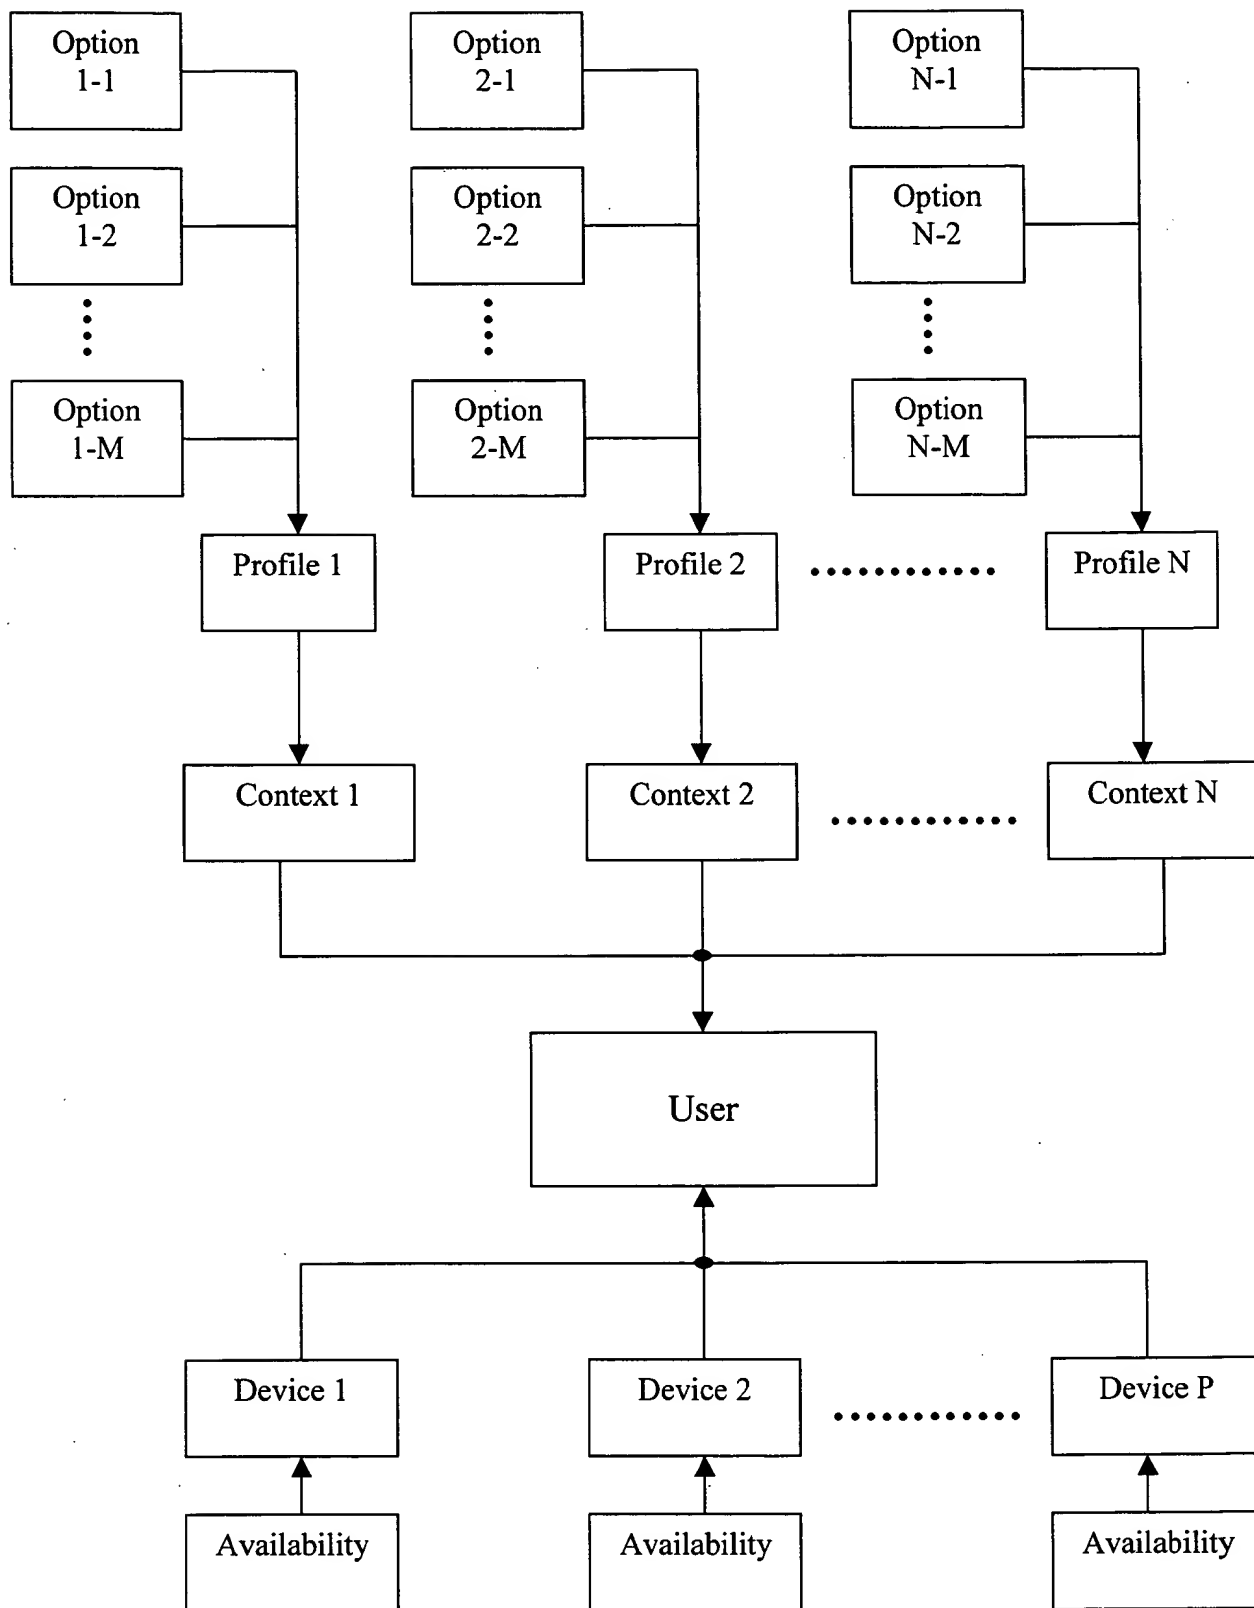 Option
1-1
Option
2-1
Option
N-1
Option
1-2
Option
2-2
Option
N-2
Option
1-M
Option
2-M
Option
N-M
Profile 1
Profile 2
Profile N
Context 1
Context 2
Context N
User
Device 1
Device 2
Device P
Availability
Availability
Availability